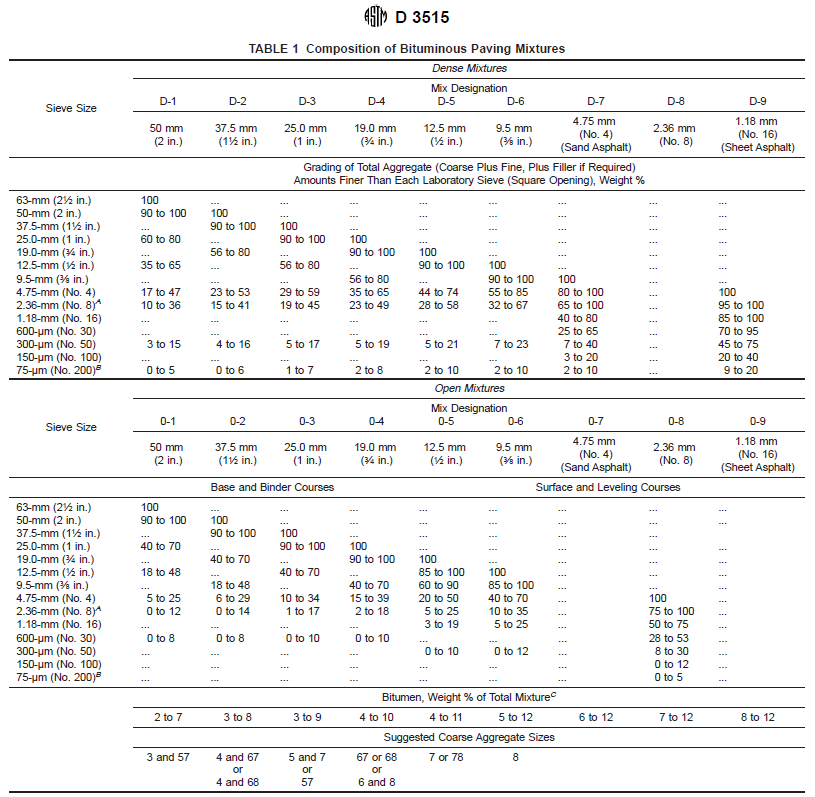 ASTM D 3515
TABLE 1 Composition of Bituminous Paving Mixtures
Dense Mixtures
Sieve Size
Mix Designation
D-1 D-2 D-3 D-4 D-5 D-6 D-7 D-8 D-9
50 mm (2 in.) 37.5 mm (1½ in.) 25.0 mm (1 in.) 19.0 mm (¾ in.) 12.5 mm (½ in.) 9.5 mm (⅜ in.) 4.75 mm (No. 4) (Sand Asphalt) 2.36 mm (No. 8) 1.18 mm (No. 16) (Sheet Asphalt)
Grading of Total Aggregate (Coarse Plus Fine, Plus Filler if Required)
Amounts Finer Than Each Laboratory Sieve (Square Opening), Weight %
63-mm (2½ in.) 100 ... ... ... ... ... ... ... ...
50-mm (2 in.) 90 to 100 100 ... ... ... ... ... ... ...
37.5-mm (1½ in.) ... 90 to 100 100 ... ... ... ... ... ...
25.0-mm (1 in.) 60 to 80 ... 90 to 100 100 ... ... ... ... ...
19.0-mm (¾ in.) ... 56 to 80 ... 90 to 100 100 ... ... ... ...
12.5-mm (½ in.) 35 to 65 ... 56 to 80 ... 90 to 100 100 ... ... ...
9.5-mm (⅜ in.) ... ... ... 56 to 80 ... 90 to 100 100 ... ...
4.75-mm (No. 4) 17 to 47 23 to 53 29 to 59 35 to 65 44 to 74 55 to 85 80 to 100 ... 100
2.36-mm (No. 8)A 10 to 36 15 to 41 19 to 45 23 to 49 28 to 58 32 to 67 65 to 100 ... 95 to 100
1.18-mm (No. 16) ... ... ... ... ... ... 40 to 80 ... 85 to 100
600-µm (No. 30) ... ... ... ... ... ... 25 to 65 ... 70 to 95
300-µm (No. 50) 3 to 15 4 to 16 5 to 17 5 to 19 5 to 21 7 to 23 7 to 40 ... 45 to 75
150-µm (No. 100) ... ... ... ... ... ... 3 to 20 ... 20 to 40
75-µm (No. 200)B 0 to 5 0 to 6 1 to 7 2 to 8 2 to 10 2 to 10 2 to 10 ... 9 to 20
Open Mixtures
Sieve Size
Mix Designation
0-1 0-2 0-3 0-4 0-5 0-6 0-7 0-8 0-9
50 mm (2 in.) 37.5 mm (1½ in.) 25.0 mm (1 in.) 19.0 mm (¾ in.) 12.5 mm (½ in.) 9.5 mm (⅜ in.) 4.75 mm (No. 4) (Sand Asphalt) 2.36 mm (No. 8) 1.18 mm (No. 16) (Sheet Asphalt)
Base and Binder Courses Surface and Leveling Courses
63-mm (2½ in.) 100 ... ... ... ... ... ... ... ...
50-mm (2 in.) 90 to 100 100 ... ... ... ... ... ... ...
37.5-mm (1½ in.) ... 90 to 100 100 ... ... ... ... ...
25.0-mm (1 in.) 40 to 70 ... 90 to 100 100 ... ... ... ... ...
19.0-mm (¾ in.) ... 40 to 70 ... 90 to 100 100 ... ... ... ...
12.5-mm (½ in.) 18 to 48 ... 40 to 70 ... 85 to 100 100 ... ... ...
9.5-mm (⅜ in.) ... 18 to 48 ... 40 to 70 60 to 90 85 to 100 ... ... ...
4.75-mm (No. 4) 5 to 25 6 to 29 10 to 34 15 to 39 20 to 50 40 to 70 ... 100 ...
2.36-mm (No. 8)A 0 to 12 0 to 14 1 to 17 2 to 18 5 to 25 10 to 35 ... 75 to 100 ...
1.18-mm (No. 16) ... ... ... ... 3 to 19 5 to 25 ... 50 to 75 ...
600-µm (No. 30) 0 to 8 0 to 8 0 to 10 0 to 10 ... ... ... 28 to 53 ...
300-µm (No. 50) ... ... ... ... 0 to 10 0 to 12 ... 8 to 30 ...
150-µm (No. 100) ... ... ... ... ... ... ... 0 to 12 ...
75-µm (No. 200)B ... ... ... ... ... ... ... 0 to 5 ...
Bitumen, Weight % of Total MixtureC
2 to 7 3 to 8 3 to 9 4 to 10 4 to 11 5 to 12 6 to 12 7 to 12 8 to 12
Suggested Coarse Aggregate Sizes
3 and 57 4 and 67 or 4 and 68 5 and 7 or 57 67 or 68 or 6 and 8 7 or 78 8